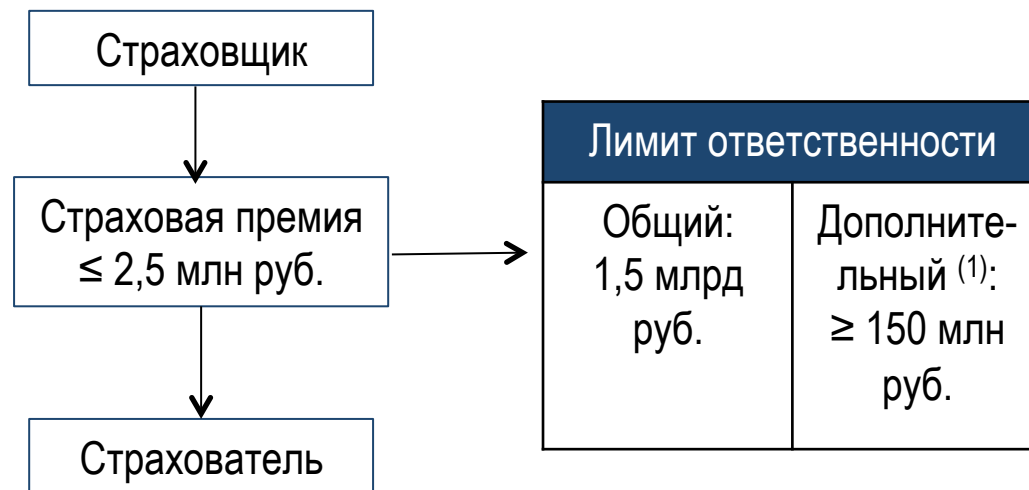 Страховщик
Страховая премия
≤ 2,5 млн руб.
Страхователь
Лимит ответственности
Общий:
1,5 млрд
руб.
Дополните-
льный (1):
≥ 150 млн
руб.